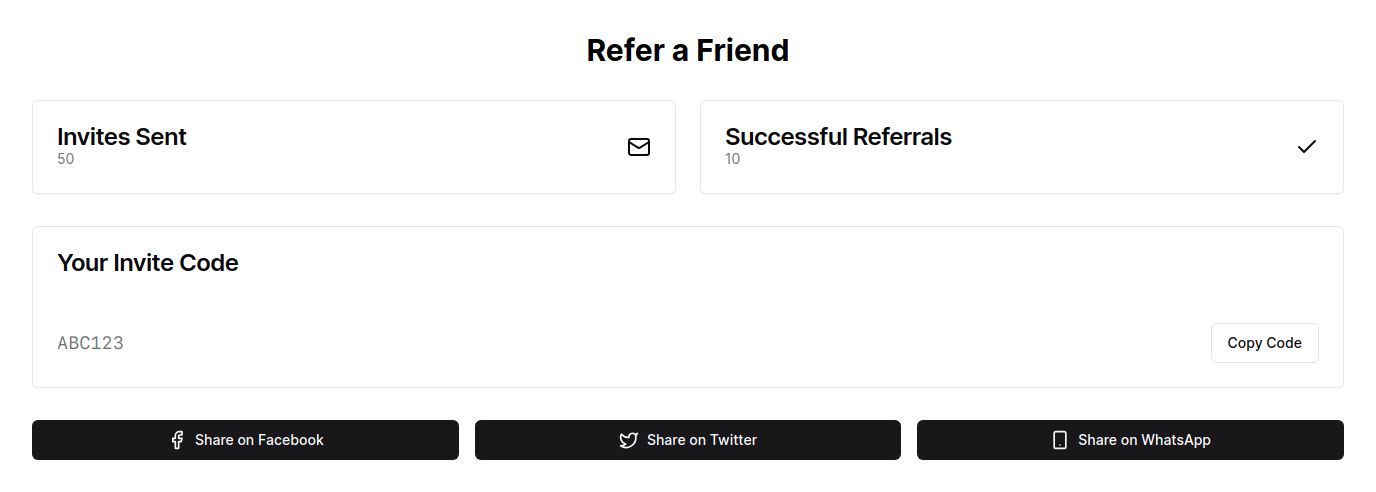 Refer a Friend
Invites Sent
50
Successful Referrals
10
Your Invite Code
ABC123
Copy Code
Share on Facebook
Share on Twitter
Share on WhatsApp